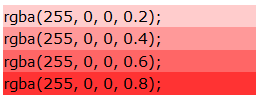 rgba(255, 0, 0, 0.2);
rgba(255, 0, 0, 0.4);
rgba(255, 0, 0, 0.6);
rgba(255, 0, 0, 0.8);